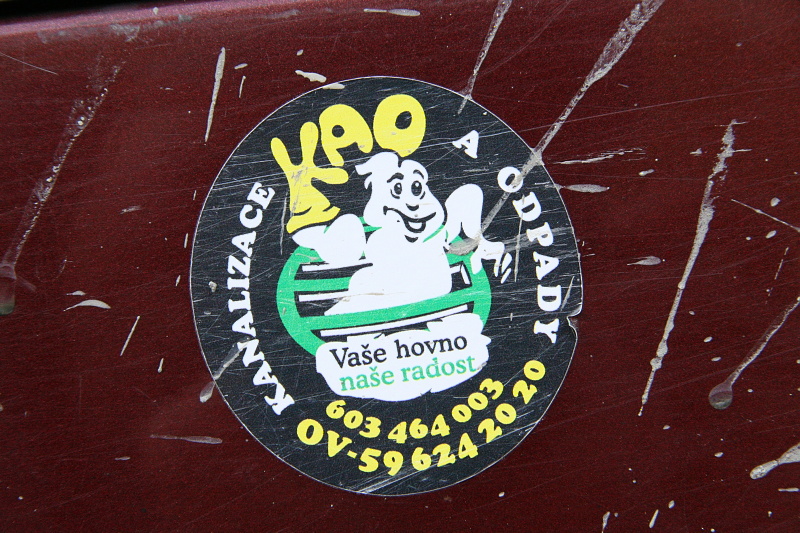 KAO
KANALIZACE
A ODPADY
Vaše hovno
naše radost
603 464 003
OV-59 624 20 20